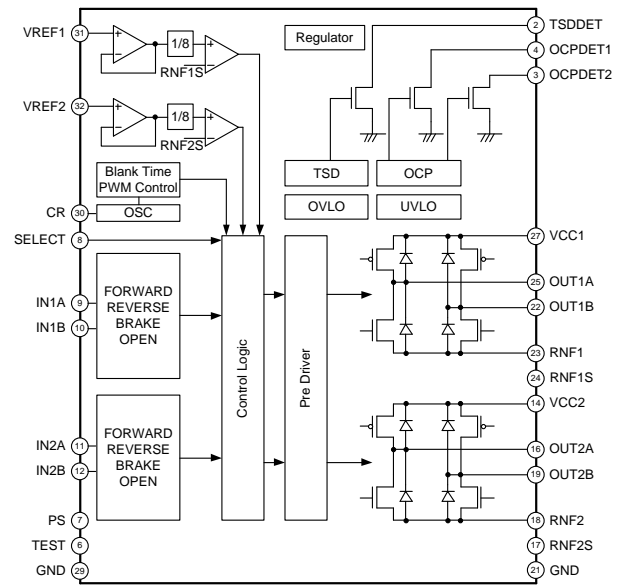 VREF1 31
1/8
RNF1S
VREF2 32
1/8
RNF2S
Blank Time
PWM Control
CR 30
OSC
SELECT 8
IN1A 9
IN1B 10
FORWARD
REVERSE
BRAKE
OPEN
IN2A 11
IN2B 12
FORWARD
REVERSE
BRAKE
OPEN
PS 7
TEST 6
GND 29
Control Logic
Pre Driver
Regulator
TSD
OCP
OVLO
UVLO
2 TSDDET
4 OCPDET1
3 OCPDET2
27 VCC1
25 OUT1A
22 OUT1B
23 RNF1
24 RNF1S
14 VCC2
16 OUT2A
19 OUT2B
18 RNF2
17 RNF2S
21 GND